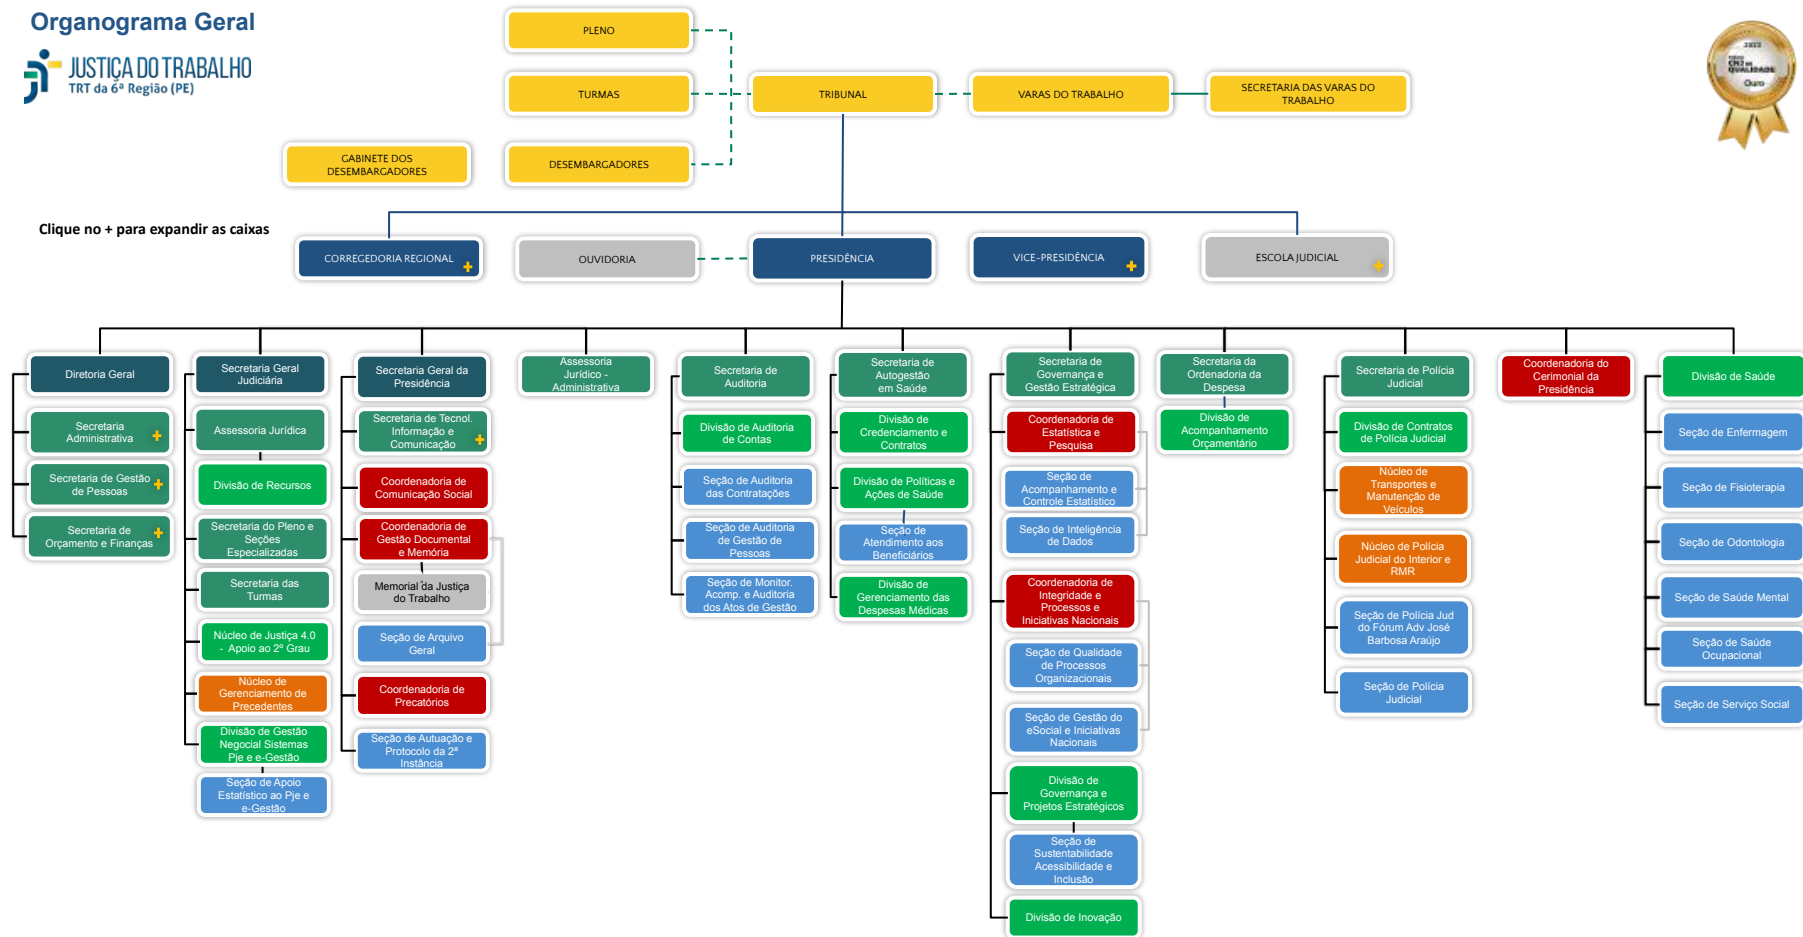 Organograma Geral
JUSTIÇA DO TRABALHO
TRT da 6ª Região (PE)
2022
CNJ DE
QUALIDADE
Ouro
PLENO
TURMAS
TRIBUNAL
VARAS DO TRABALHO
SECRETARIA DAS VARAS DO
TRABALHO
GABINETE DOS
DESEMBARGADORES
DESEMBARGADORES
Clique no + para expandir as caixas
CORREGEDORIA REGIONAL +
OUVIDORIA
PRESIDÊNCIA
VICE-PRESIDÊNCIA +
ESCOLA JUDICIAL +
Diretoria Geral
Secretaria
Administrativa +
Secretaria de Gestão
de Pessoas +
Secretaria de
Orçamento e Finanças +
Secretaria Geral
Judiciária
Assessoria Jurídica
Divisão de Recursos
Secretaria do Pleno e
Seções
Especializadas
Secretaria das
Turmas
Núcleo de Justiça 4.0
- Apoio ao 2º Grau
Núcleo de
Gerenciamento de
Precedentes
Divisão de Gestão
Negocial Sistemas
Pje e e-Gestão
Seção de Apoio
Estatístico ao Pje e
e-Gestão
Secretaria Geral da
Presidência
Secretaria de Tecnol.
Informação e
Comunicação +
Coordenadoria de
Comunicação Social
Coordenadoria de
Gestão Documental
e Memória
Memorial da Justiça
do Trabalho
Seção de Arquivo
Geral
Coordenadoria de
Precatórios
Seção de Autuação e
Protocolo da 2ª
Instância
Assessoria
Jurídico -
Administrativa
Secretaria de
Auditoria
Divisão de Auditoria
de Contas
Seção de Auditoria
das Contratações
Seção de Auditoria
de Gestão de
Pessoas
Seção de Monitor.
Acomp. e Auditoria
dos Atos de Gestão
Secretaria de
Autogestão
em Saúde
Divisão de
Credenciamento e
Contratos
Divisão de Políticas e
Ações de Saúde
Seção de
Atendimento aos
Beneficiários
Divisão de
Gerenciamento das
Despesas Médicas
Secretaria de
Governança e
Gestão Estratégica
Coordenadoria de
Estatística e
Pesquisa
Seção de
Acompanhamento e
Controle Estatístico
Seção de Inteligência
de Dados
Coordenadoria de
Integridade e
Processos e
Iniciativas Nacionais
Seção de Qualidade
de Processos
Organizacionais
Seção de Gestão do
eSocial e Iniciativas
Nacionais
Divisão de
Governança e
Projetos Estratégicos
Seção de
Sustentabilidade
Acessibilidade e
Inclusão
Divisão de Inovação
Secretaria da
Ordenadoria da
Despesa
Divisão de
Acompanhamento
Orçamentário
Secretaria de Polícia
Judicial
Divisão de Contratos
de Polícia Judicial
Núcleo de
Transportes e
Manutenção de
Veículos
Núcleo de Polícia
Judicial do Interior e
RMR
Seção de Polícia Jud
do Fórum Adv José
Barbosa Araújo
Seção de Polícia
Judicial
Coordenadoria do
Cerimonial da
Presidência
Divisão de Saúde
Seção de Enfermagem
Seção de Fisioterapia
Seção de Odontologia
Seção de Saúde Mental
Seção de Saúde
Ocupacional
Seção de Serviço Social